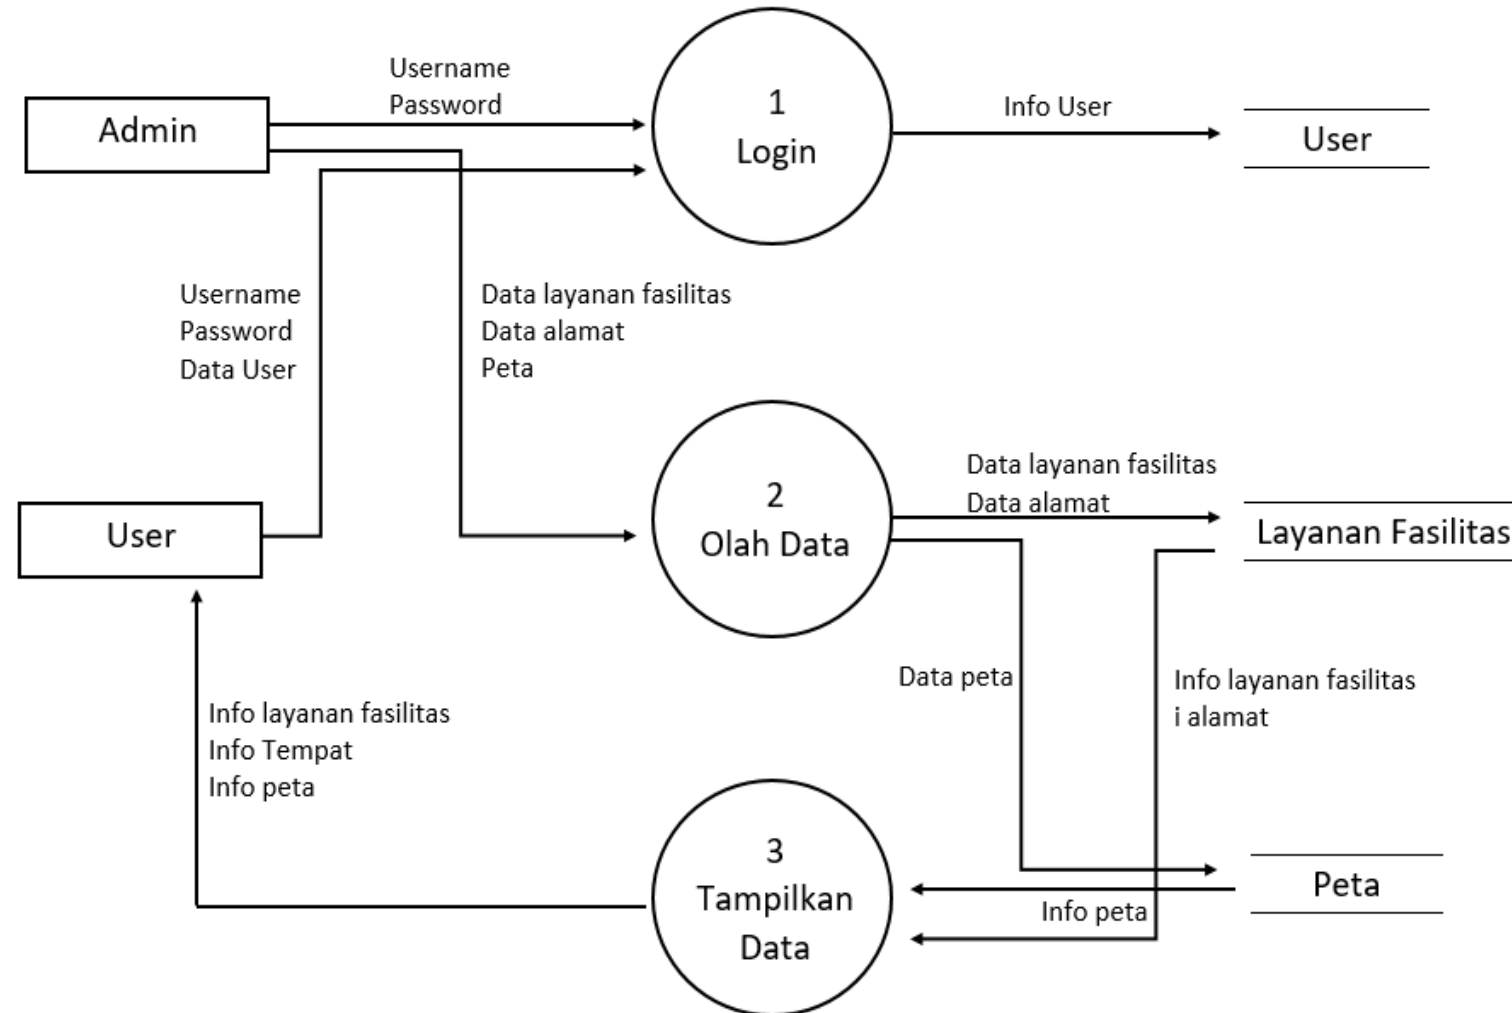 Username
Password
Admin
1
Login
Info User
User
Username
Password
Data User
Data layanan fasilitas
Data alamat
Peta
User
2
Olah Data
Data layanan fasilitas
Data alamat
Layanan Fasilitas
Data peta
Info layanan fasilitas
i alamat
Info layanan fasilitas
Info Tempat
Info peta
3
Tampilkan
Data
Info peta
Peta